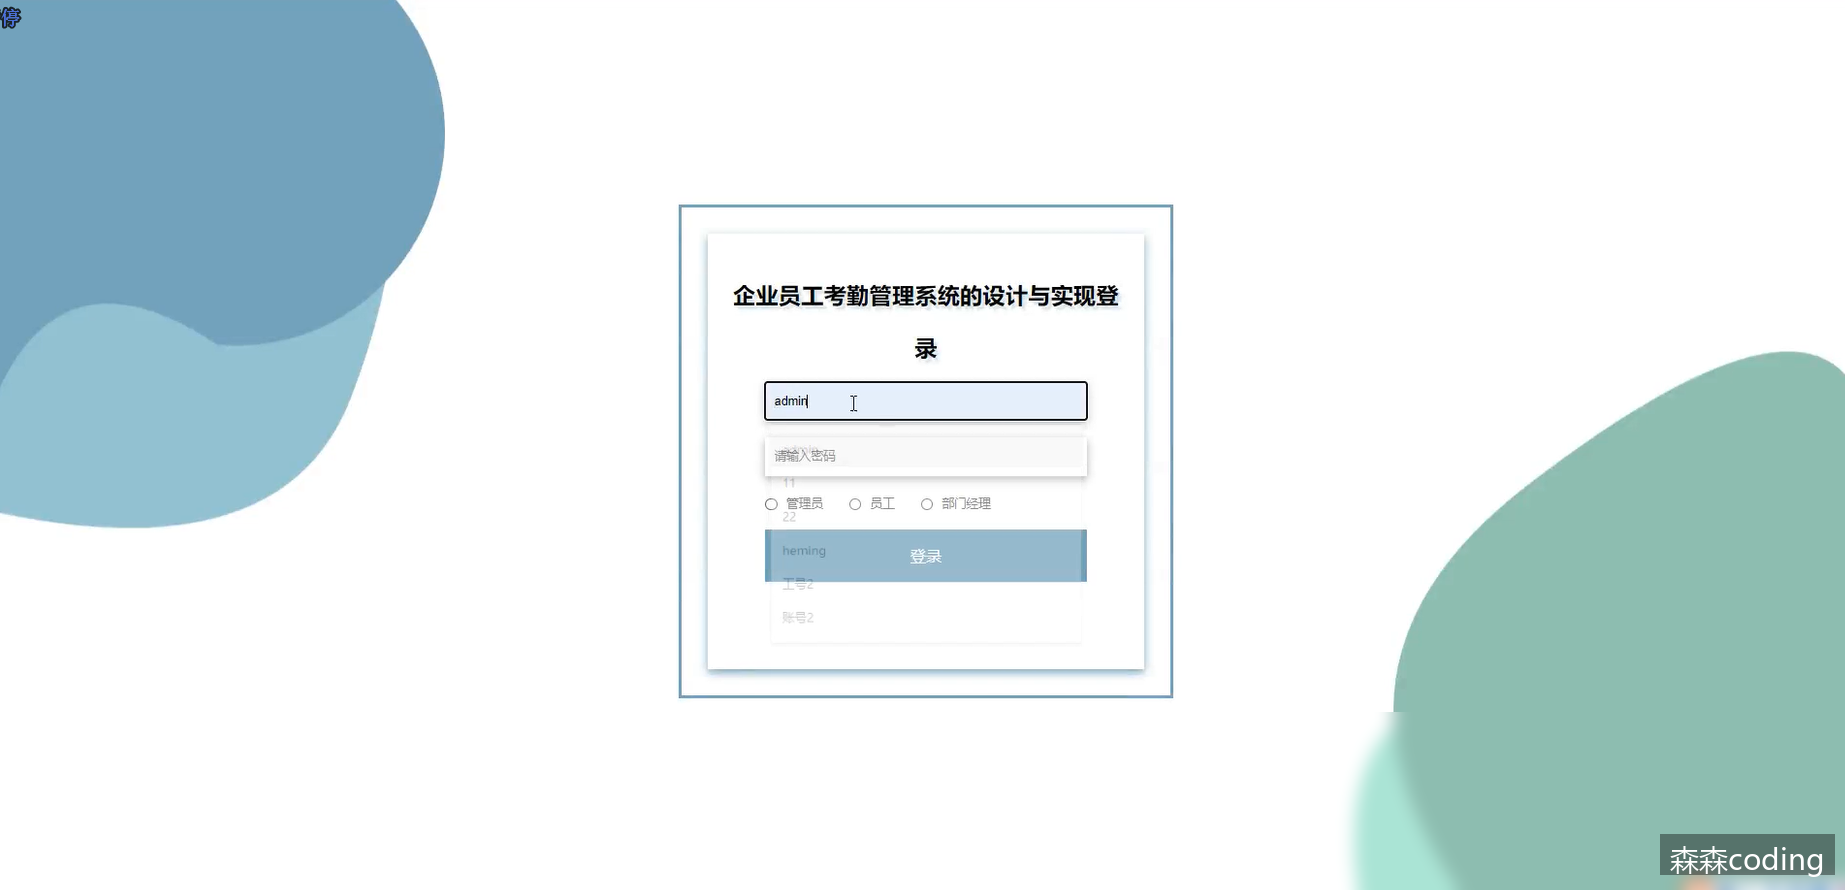 停
企业员工考勤管理系统的设计与实现登
录
admin
请输入密码
11
管理员 员工 部门经理
22
登录
heming
工号2
账号2
森森coding